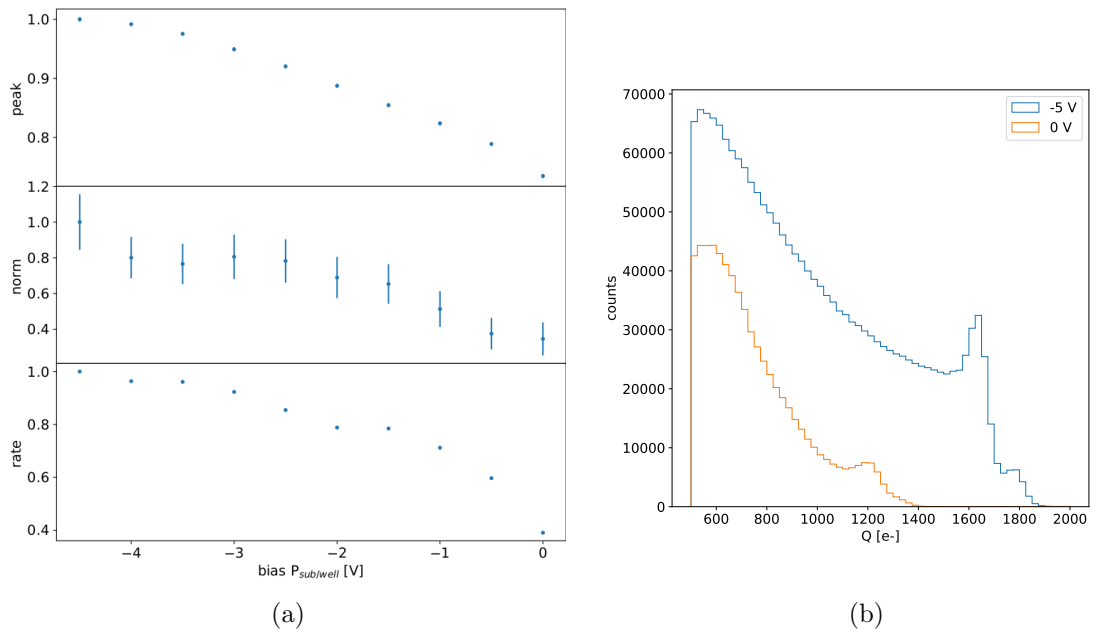 1.0
0.9
0.8
peak
1.2
1.0
0.8
0.6
0.4
norm
1.0
0.8
0.6
0.4
rate
−4 −3 −2 −1 0
bias P_sub/well [V]
(a)
70000
60000
50000
40000
30000
20000
10000
0
counts
-5 V
0 V
600 800 1000 1200 1400 1600 1800 2000
Q [e-]
(b)